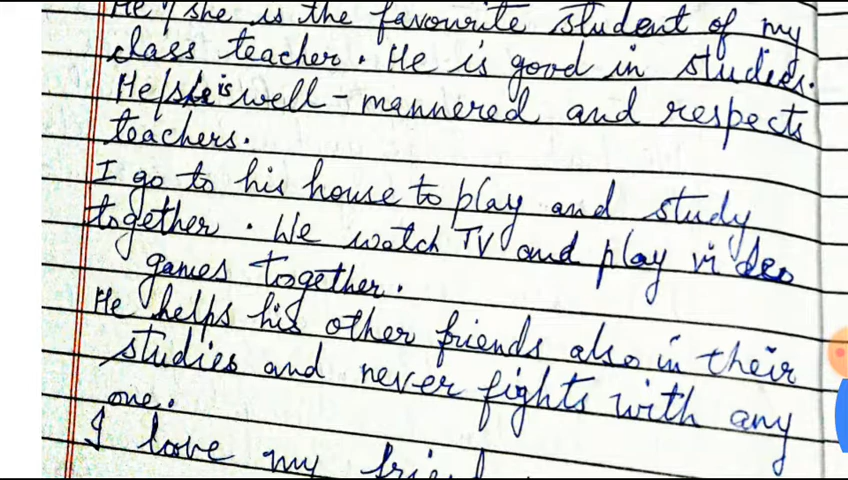 He / she is the favourite student of my
class teacher. He is good in studies.
He/she is well-mannered and respects
teachers.
I go to his house to play and study
together. We watch TV and play video
games together.
He helps his other friends also in their
studies and never fights with any
one.
I love my